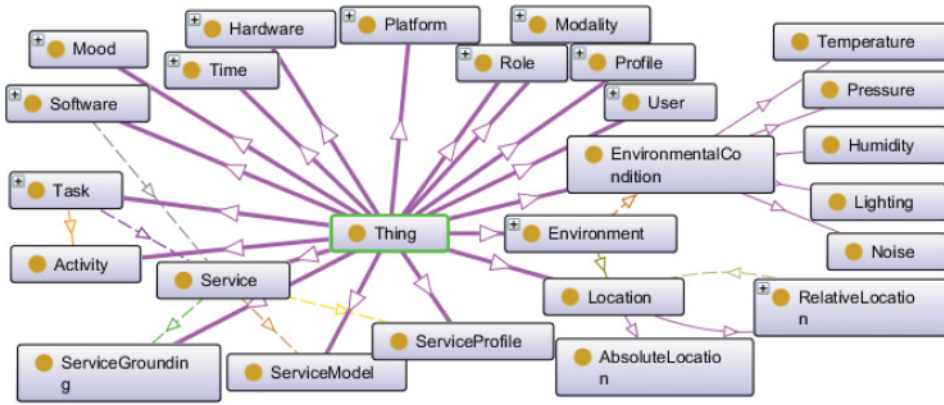 Hardware
Platform
Modality
Mood
Time
Role
Profile
Temperature
Software
User
Pressure
EnvironmentalCo
ndition
Humidity
Task
Lighting
Thing
Environment
Noise
Activity
Service
Location
RelativeLocatio
n
ServiceGroundin
g
ServiceModel
ServiceProfile
AbsoluteLocatio
n